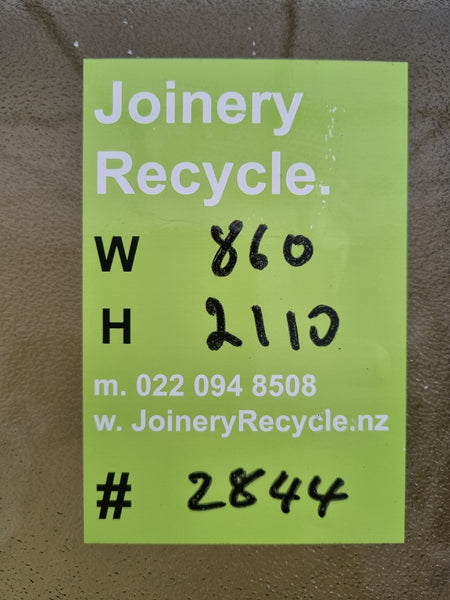 Joinery
Recycle.
W 860
H 2110
m. 022 094 8508
w. JoineryRecycle.nz
# 2844